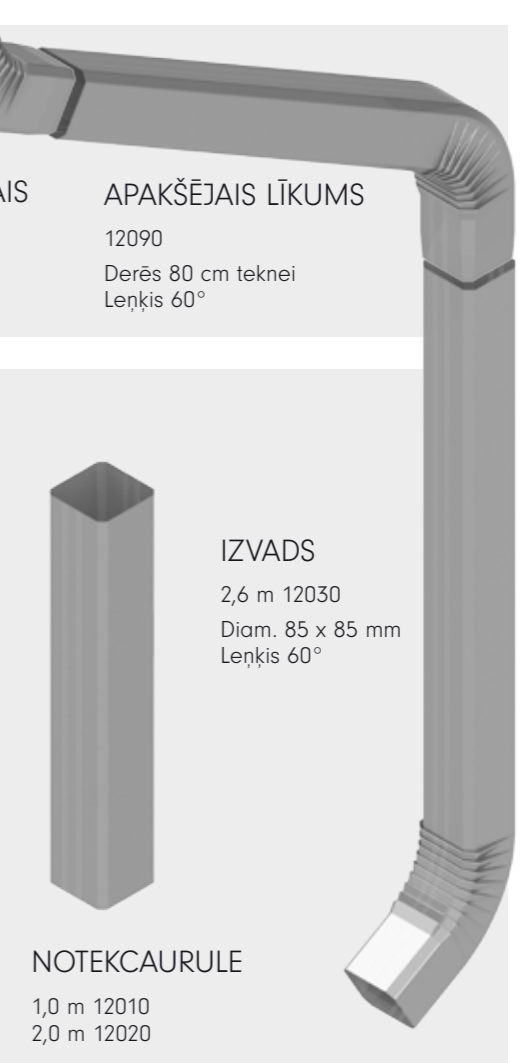 AIS
APAKŠĒJAIS LĪKUMS
12090
Derēs 80 cm teknei
Leņķis 60°
IZVADS
2,6 m 12030
Diam. 85 x 85 mm
Leņķis 60°
NOTEKCAURULE
1,0 m 12010
2,0 m 12020